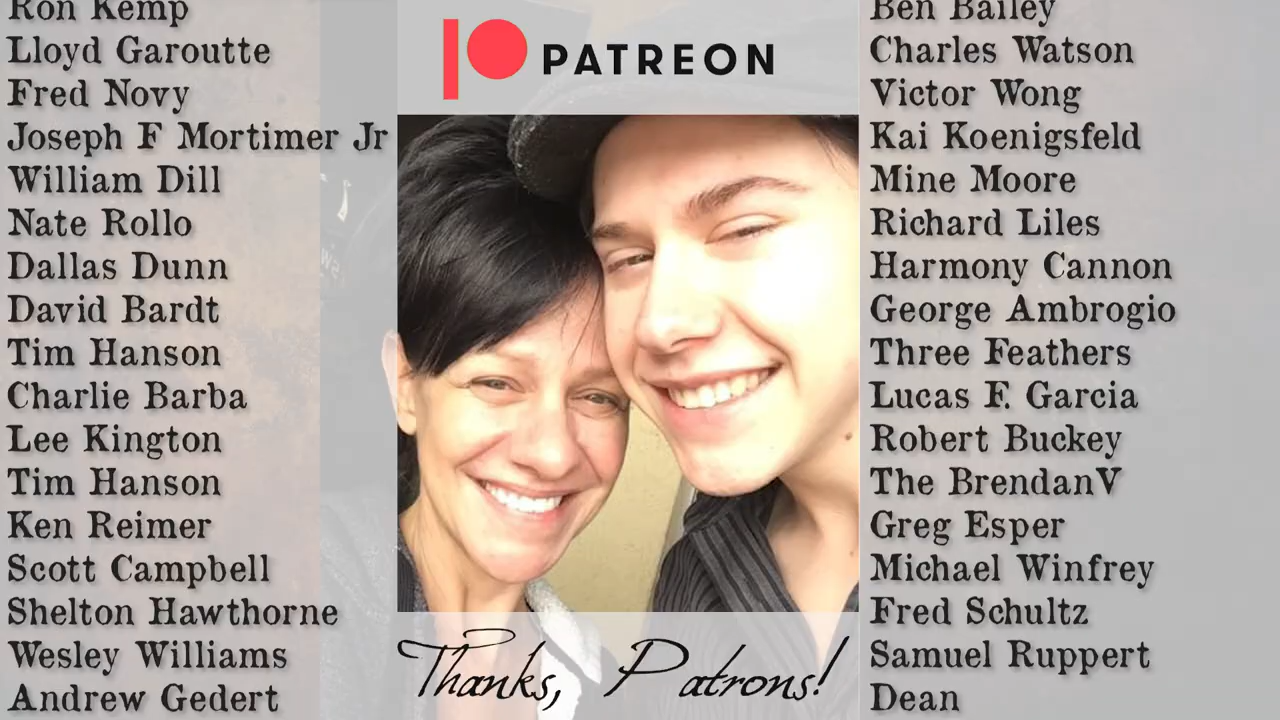 Ron Kemp
Lloyd Garoutte
Fred Novy
Joseph F Mortimer Jr
William Dill
Nate Rollo
Dallas Dunn
David Bardt
Tim Hanson
Charlie Barba
Lee Kington
Tim Hanson
Ken Reimer
Scott Campbell
Shelton Hawthorne
Wesley Williams
Andrew Gedert
PATREON
Thanks, Patrons!
Ben Bailey
Charles Watson
Victor Wong
Kai Koenigsfeld
Mine Moore
Richard Liles
Harmony Cannon
George Ambrogio
Three Feathers
Lucas F. Garcia
Robert Buckey
The BrendanV
Greg Esper
Michael Winfrey
Fred Schultz
Samuel Ruppert
Dean